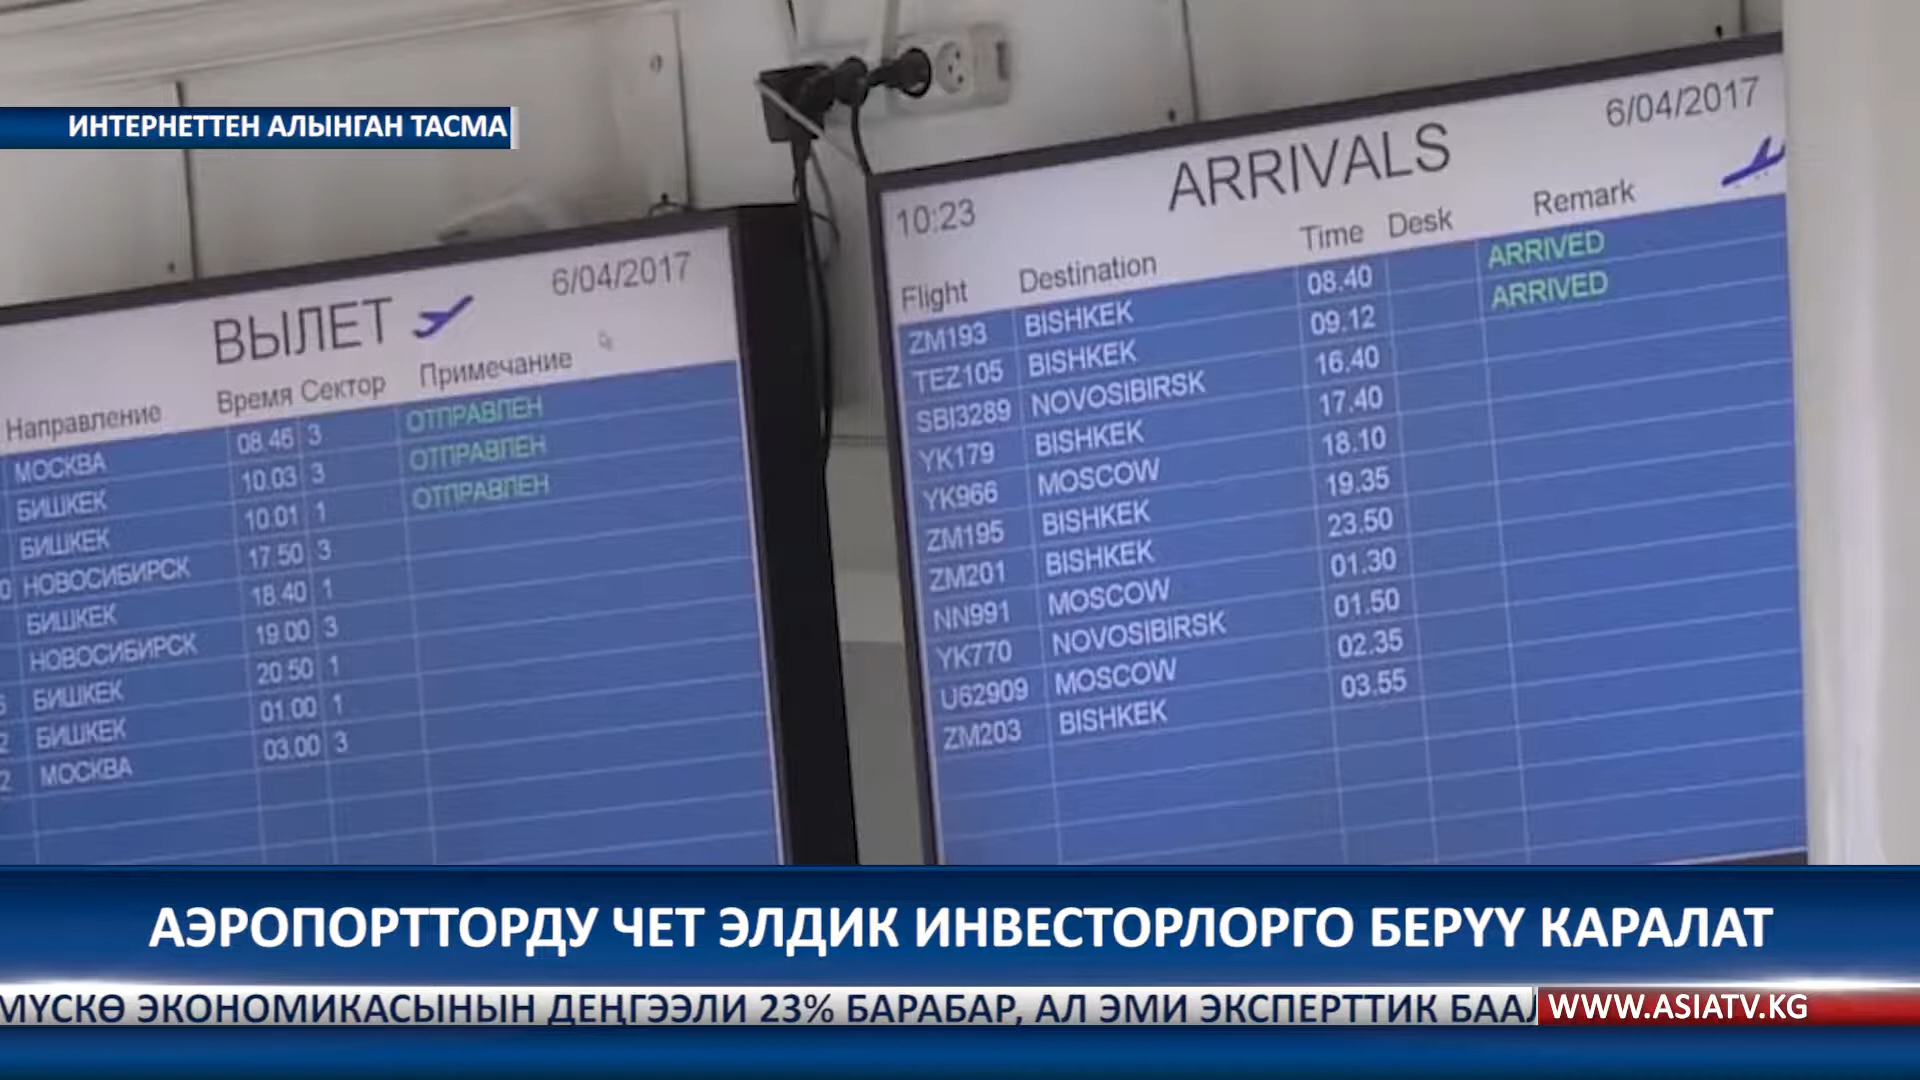 ИНТЕРНЕТТЕН АЛЫНГАН ТАСМА
ВЫЛЕТ 6/04/2017
Направление Время Сектор Примечание
МОСКВА 08.46 3 ОТПРАВЛЕН
БИШКЕК 10.03 3 ОТПРАВЛЕН
БИШКЕК 10.01 1 ОТПРАВЛЕН
0 НОВОСИБИРСК 17.50 3
БИШКЕК 18.40 1
НОВОСИБИРСК 19.00 3
БИШКЕК 20.50 1
2 БИШКЕК 01.00 1
2 МОСКВА 03.00 3
10:23 ARRIVALS 6/04/2017
Flight Destination Time Desk Remark
ZM193 BISHKEK 08.40 ARRIVED
TEZ105 BISHKEK 09.12 ARRIVED
SBI3289 NOVOSIBIRSK 16.40
YK179 BISHKEK 17.40
YK966 MOSCOW 18.10
ZM195 BISHKEK 19.35
ZM201 BISHKEK 23.50
NN991 MOSCOW 01.30
YK770 NOVOSIBIRSK 01.50
U62909 MOSCOW 02.35
ZM203 BISHKEK 03.55
АЭРОПОРТТОРДУ ЧЕТ ЭЛДИК ИНВЕСТОРЛОРГО БЕРҮҮ КАРАЛАТ
МҮСКӨ ЭКОНОМИКАСЫНЫН ДЕҢГЭЭЛИ 23% БАРАБАР, АЛ ЭМИ ЭКСПЕРТТИК БААЛ
WWW.ASIATV.KG